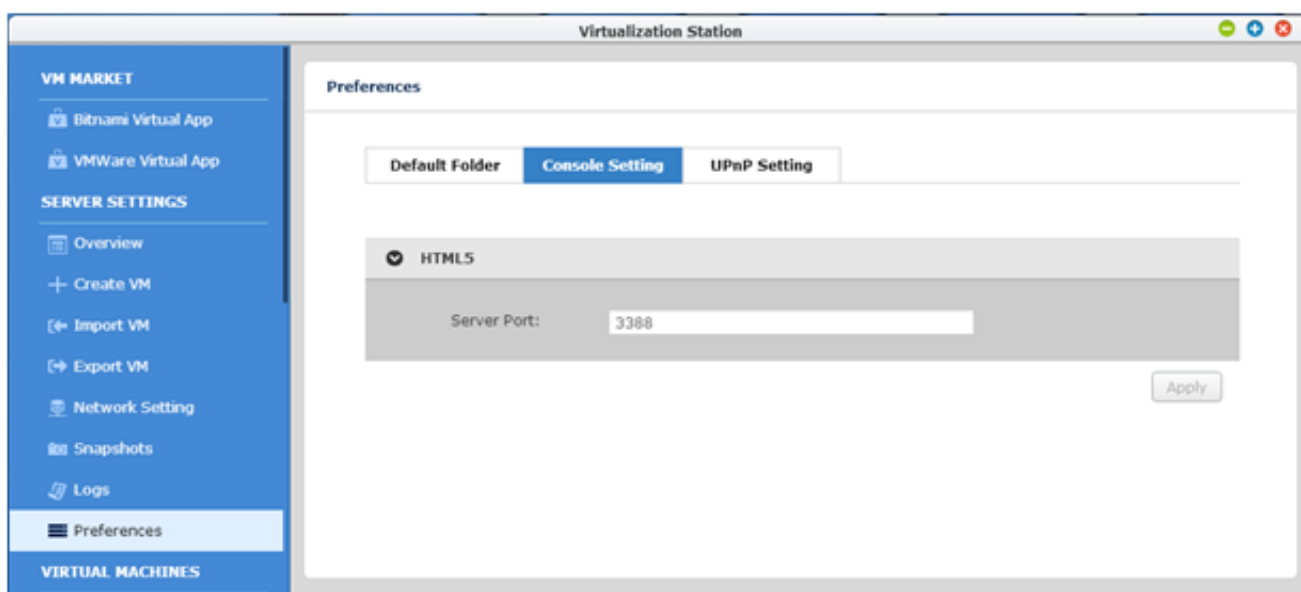 Virtualization Station
VM MARKET
Bitnami Virtual App
VMWare Virtual App
SERVER SETTINGS
Overview
Create VM
Import VM
Export VM
Network Setting
Snapshots
Logs
Preferences
VIRTUAL MACHINES
Preferences
Default Folder Console Setting UPnP Setting
HTML5
Server Port: 3388
Apply